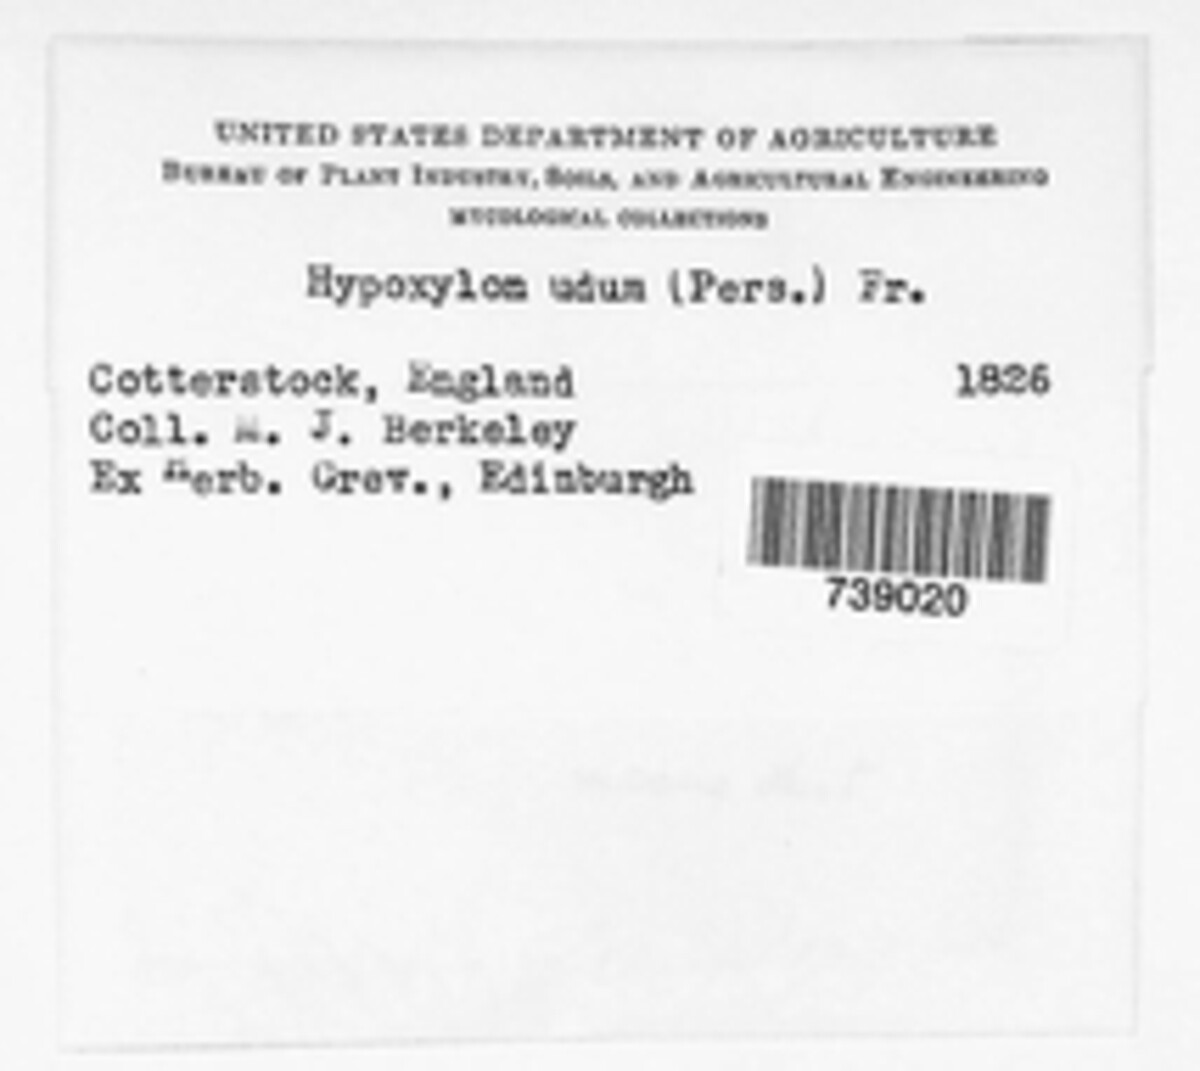 UNITED STATES DEPARTMENT OF AGRICULTURE
BUREAU OF PLANT INDUSTRY, SOILS, AND AGRICULTURAL ENGINEERING
MYCOLOGICAL COLLECTIONS
Hypoxylon udum (Pers.) Fr.
Cotterstock, England 1826
Coll. M. J. Berkeley
Ex Herb. Grev., Edinburgh
739020